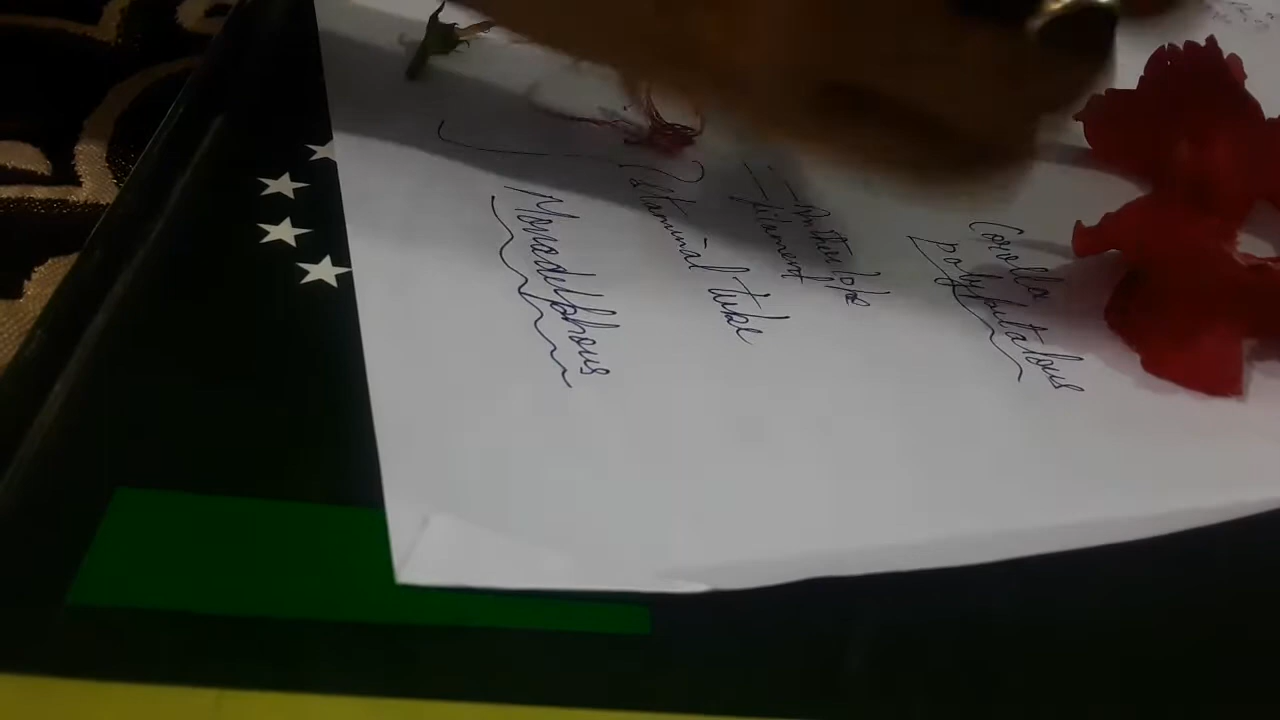 Corolla
polypetalous
Anther lobe
filament
Staminal tube
Monadelphous